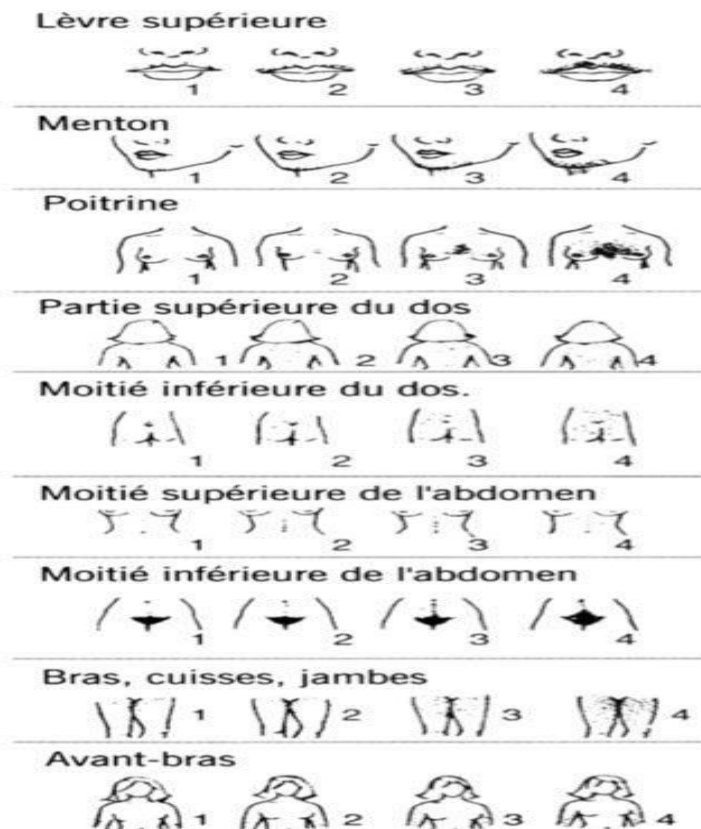 Lèvre supérieure
1 2 3 4
Menton
1 2 3 4
Poitrine
1 2 3 4
Partie supérieure du dos
1 2 3 4
Moitié inférieure du dos.
1 2 3 4
Moitié supérieure de l'abdomen
1 2 3 4
Moitié inférieure de l'abdomen
1 2 3 4
Bras, cuisses, jambes
1 2 3 4
Avant-bras
1 2 3 4